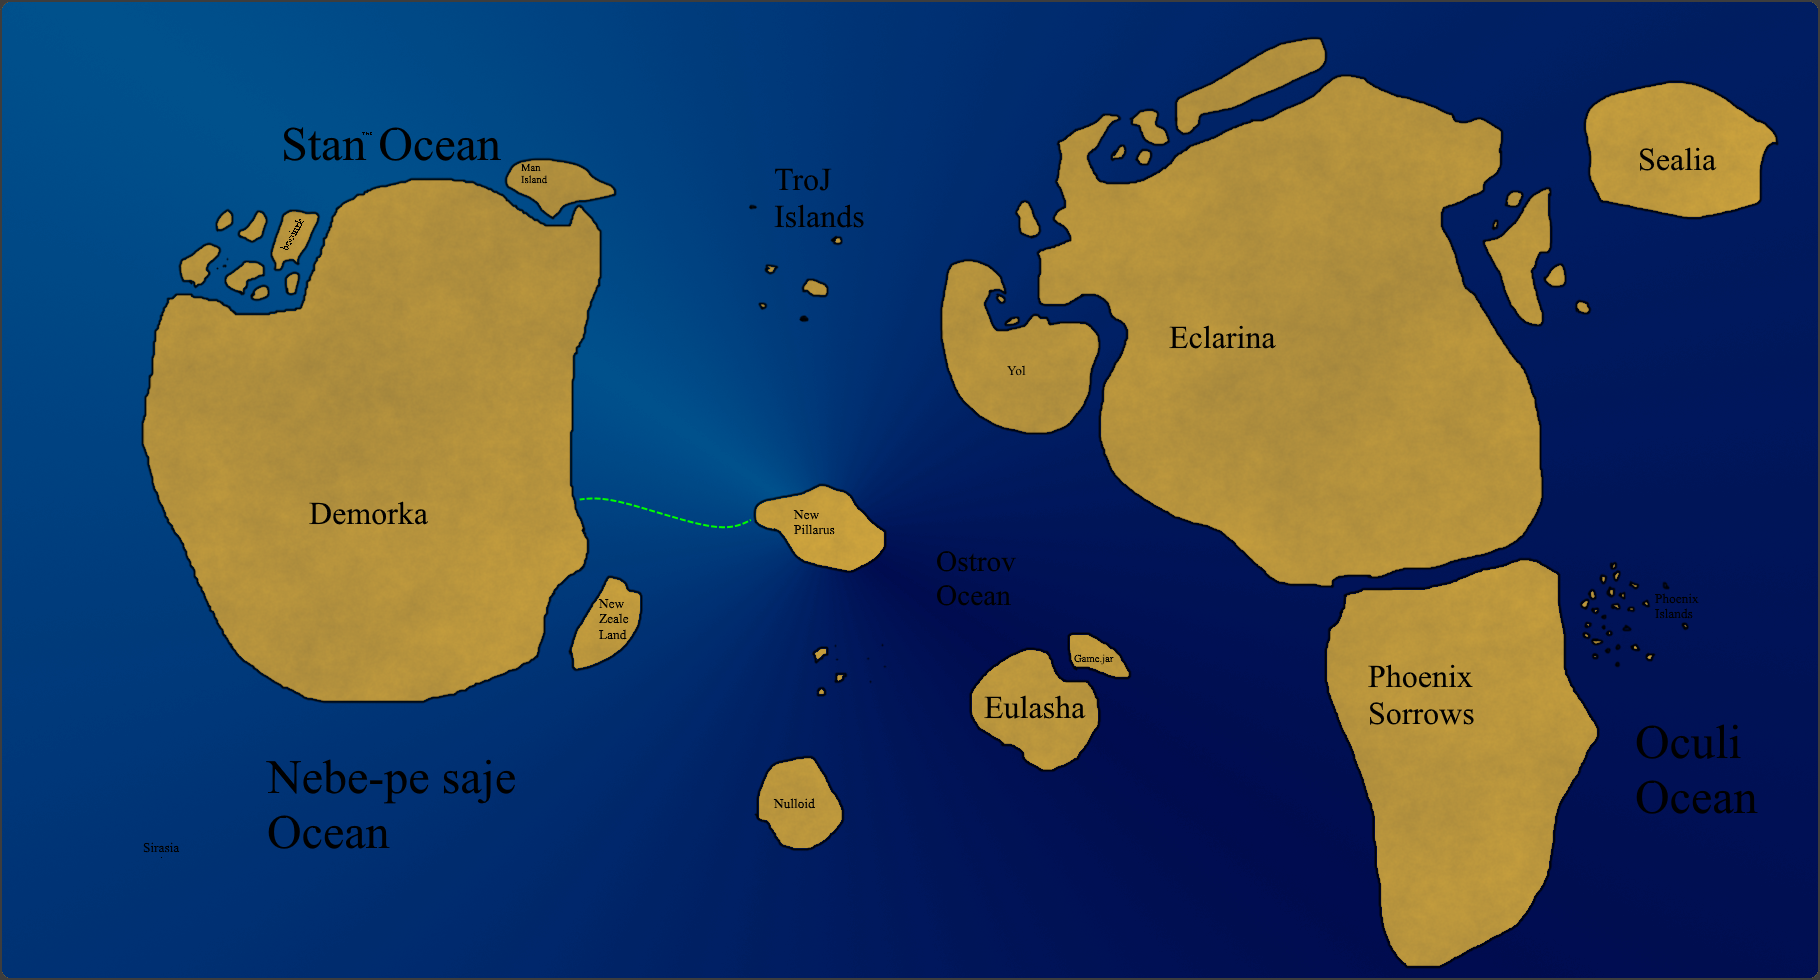 Stan™ Ocean
Man
Island
TroJ
Islands
Sealia
Eclarina
Yol
Demorka
New
Pillarus
Ostrov
Ocean
New
Zeale
Land
Phoenix
Islands
Game.jar
Eulasha
Phoenix
Sorrows
Oculi
Ocean
Nebe-pe saje
Ocean
Nulloid
Sirasia